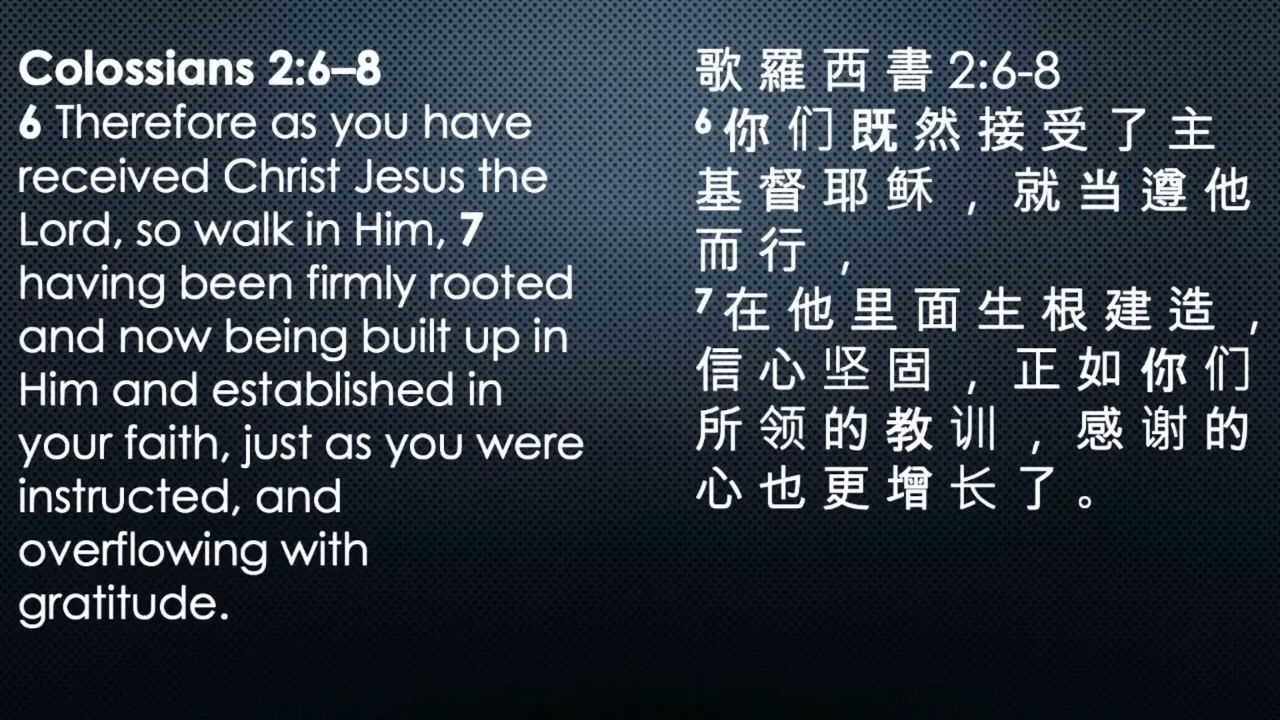 Colossians 2:6–8
6 Therefore as you have
received Christ Jesus the
Lord, so walk in Him, 7
having been firmly rooted
and now being built up in
Him and established in
your faith, just as you were
instructed, and
overflowing with
gratitude.
歌羅西書2:6-8
6你们既然接受了主
基督耶稣，就当遵他
而行，
7在他里面生根建造，
信心坚固，正如你们
所领的教训，感谢的
心也更增长了。